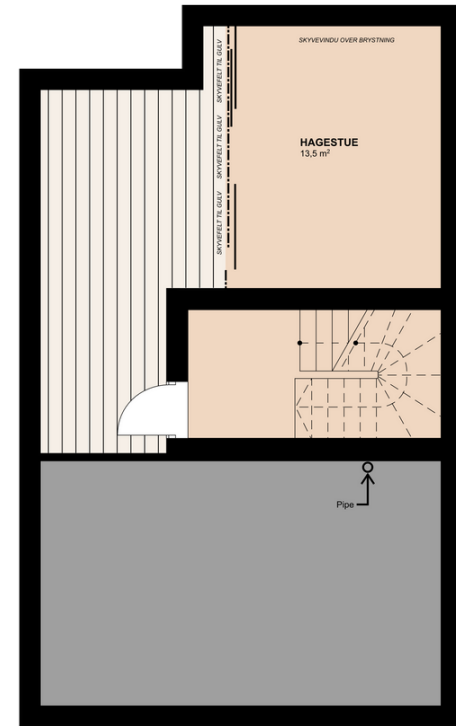 SKYVEVINDU OVER BRYSTNING
SKYVEFELT TIL GULV
SKYVEFELT TIL GULV
SKYVEFELT TIL GULV
HAGESTUE
13,5 m²
Pipe